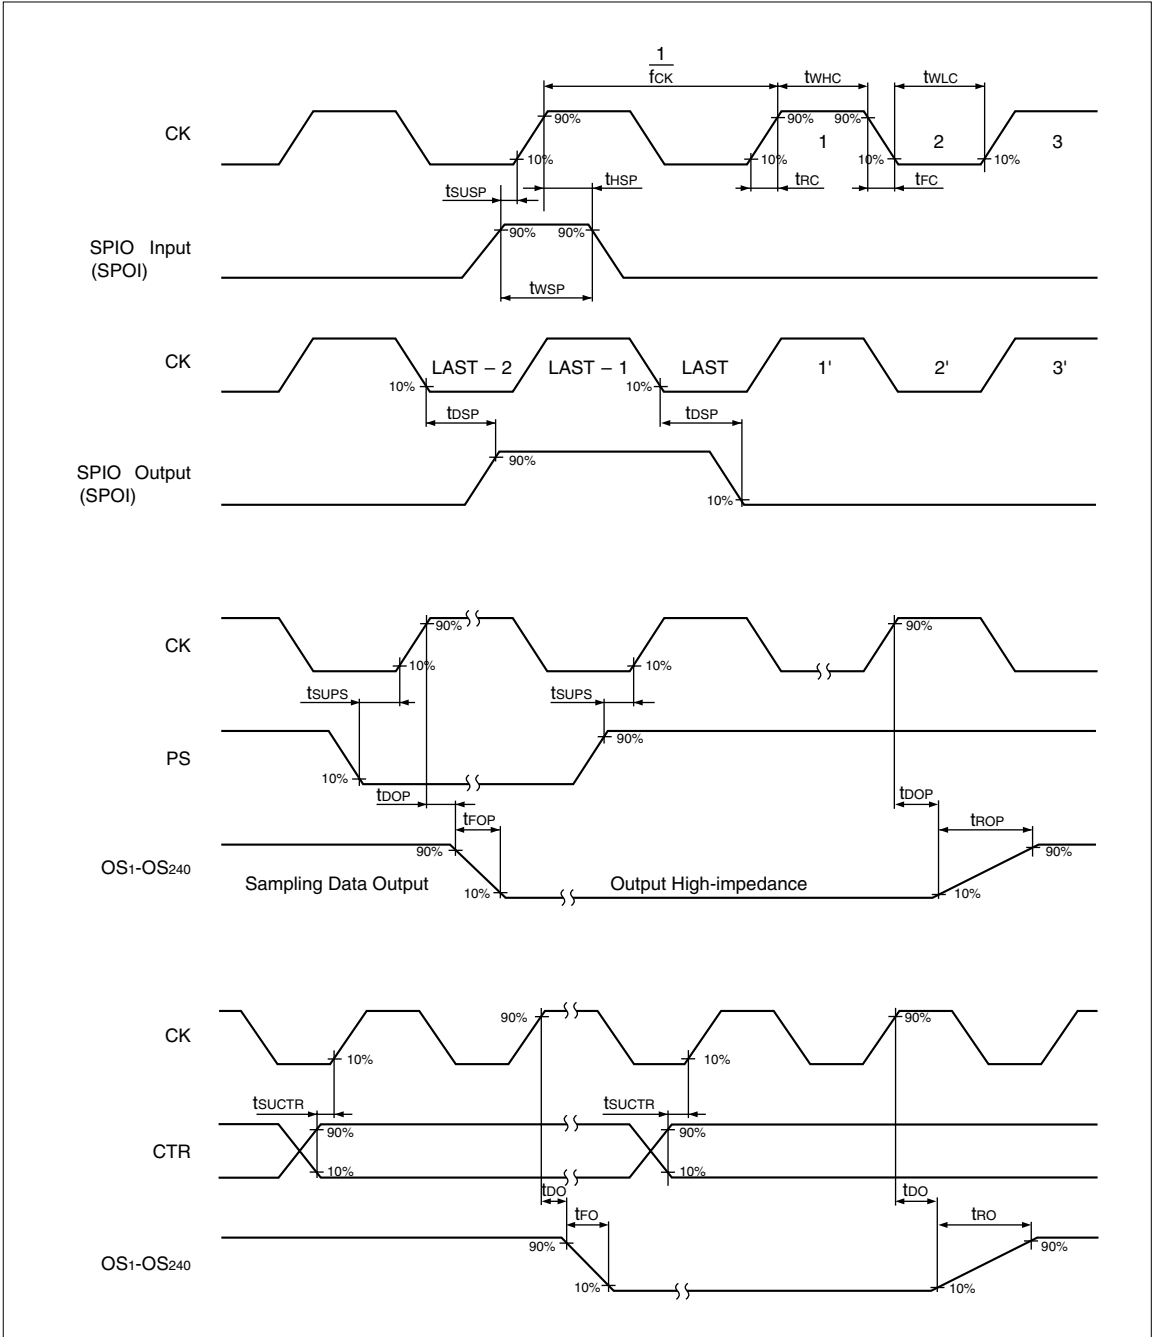 1
fCK
tWHC
tWLC
CK
90%
90% 90%
1 2 3
10%
10%
10%
10%
tSUSP
tHSP
tRC
tFC
SPIO Input
(SPOI)
90% 90%
tWSP
CK
LAST – 2 LAST – 1 LAST 1' 2' 3'
10%
10%
tDSP
tDSP
SPIO Output
(SPOI)
90%
10%
CK
90%
90%
10%
10%
tSUPS
tSUPS
PS
90%
10%
tDOP
tDOP
tFOP
tROP
OS1-OS240
90%
90%
Sampling Data Output
Output High-impedance
10%
10%
CK
90%
90%
10%
10%
tSUCTR
tSUCTR
CTR
90%
90%
10%
10%
tDO
tDO
tFO
tRO
OS1-OS240
90%
90%
10%
10%